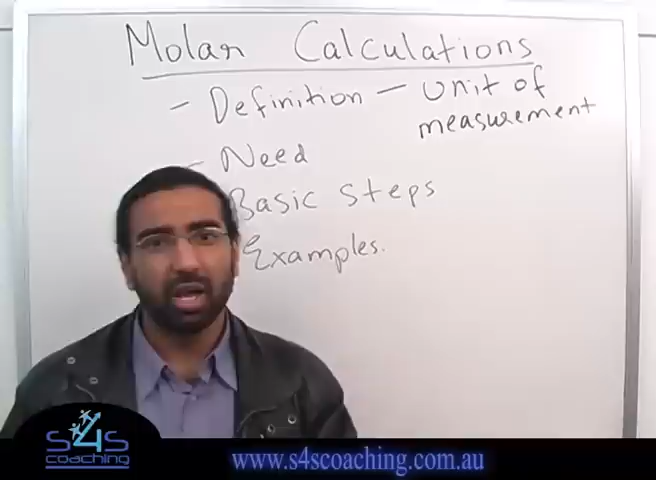 Molar Calculations
- Definition - Unit of
measurement
- Need
Basic Steps
Examples.
S4S
coaching
www.s4scoaching.com.au